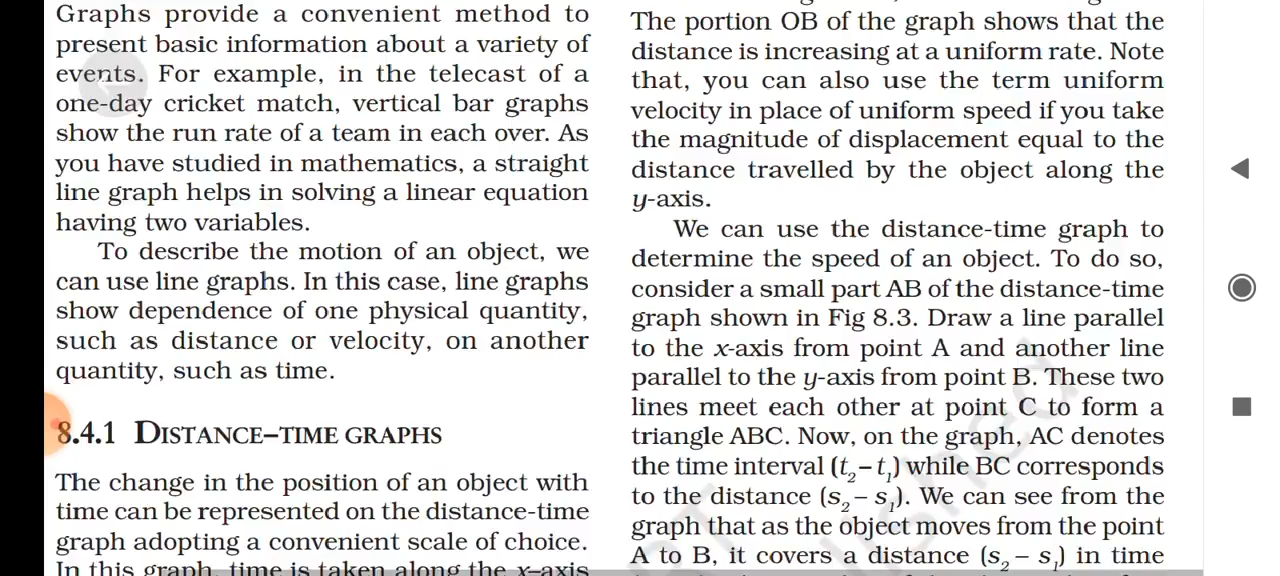 Graphs provide a convenient method to
present basic information about a variety of
events. For example, in the telecast of a
one-day cricket match, vertical bar graphs
show the run rate of a team in each over. As
you have studied in mathematics, a straight
line graph helps in solving a linear equation
having two variables.
To describe the motion of an object, we
can use line graphs. In this case, line graphs
show dependence of one physical quantity,
such as distance or velocity, on another
quantity, such as time.
8.4.1 DISTANCE–TIME GRAPHS
The change in the position of an object with
time can be represented on the distance-time
graph adopting a convenient scale of choice.
In this graph, time is taken along the x–axis
The portion OB of the graph shows that the
distance is increasing at a uniform rate. Note
that, you can also use the term uniform
velocity in place of uniform speed if you take
the magnitude of displacement equal to the
distance travelled by the object along the
y-axis.
We can use the distance-time graph to
determine the speed of an object. To do so,
consider a small part AB of the distance-time
graph shown in Fig 8.3. Draw a line parallel
to the x-axis from point A and another line
parallel to the y-axis from point B. These two
lines meet each other at point C to form a
triangle ABC. Now, on the graph, AC denotes
the time interval (t₂ – t₁) while BC corresponds
to the distance (s₂ – s₁). We can see from the
graph that as the object moves from the point
A to B, it covers a distance (s₂ – s₁) in time